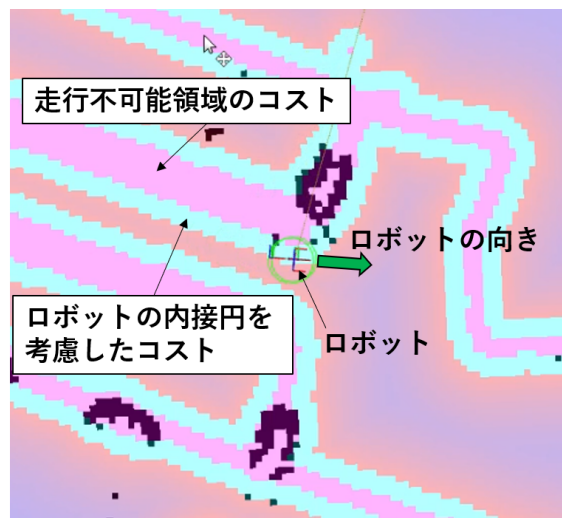 走行不可能領域のコスト
ロボットの向き
ロボットの内接円を
考慮したコスト
ロボット